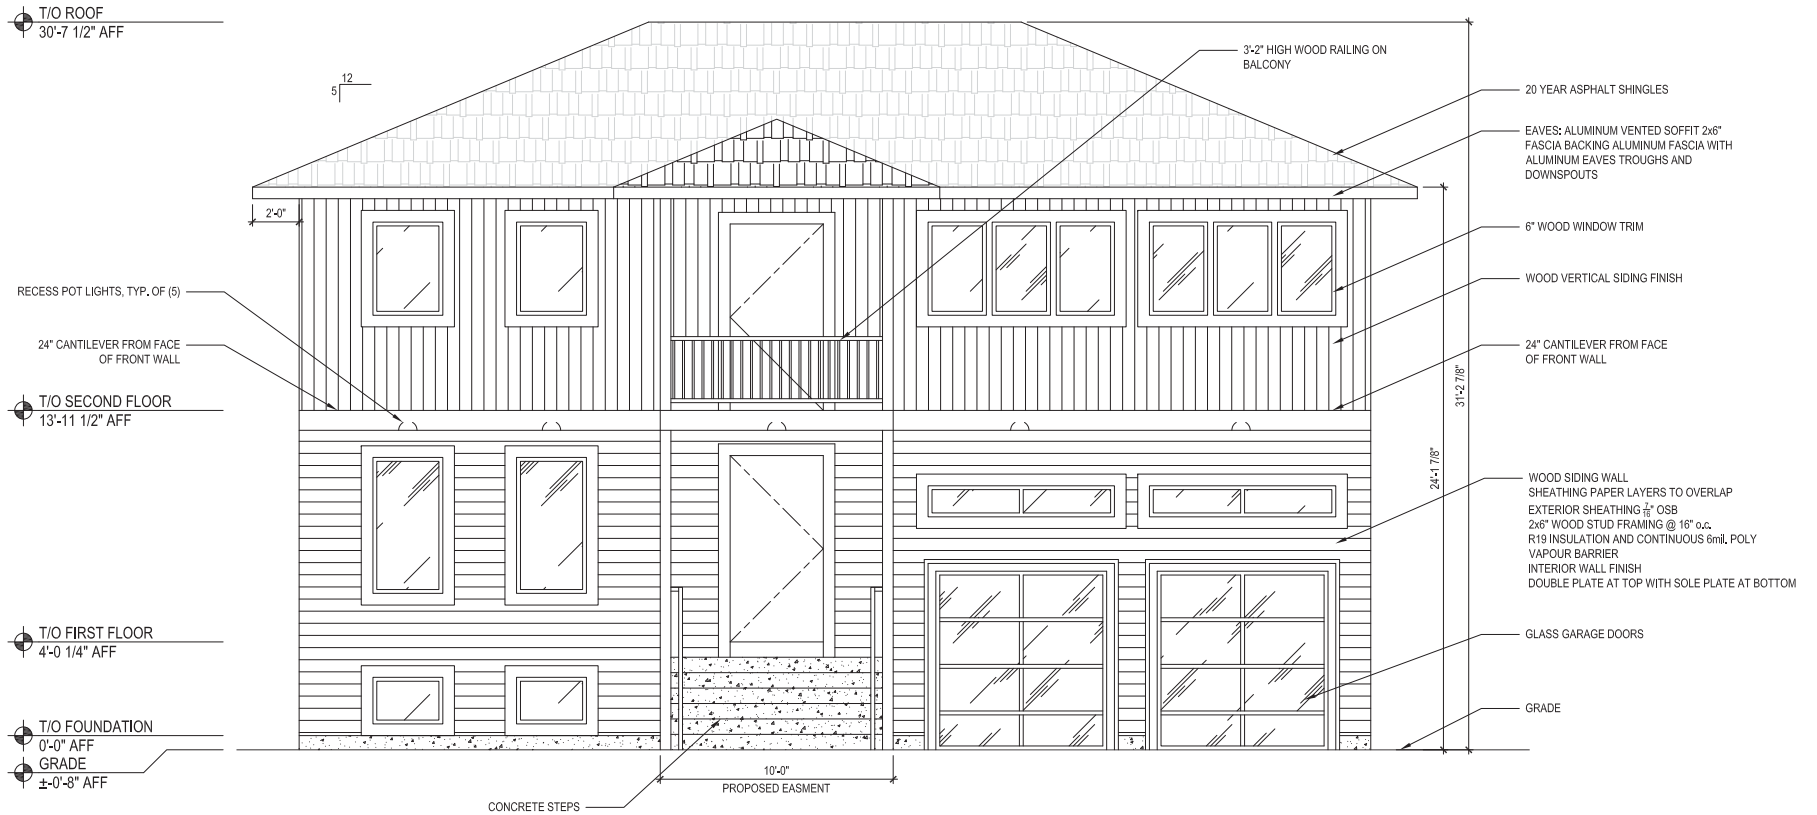 T/O ROOF
30'-7 1/2" AFF
12
5
2'-0"
RECESS POT LIGHTS, TYP. OF (5)
24" CANTILEVER FROM FACE
OF FRONT WALL
T/O SECOND FLOOR
13'-11 1/2" AFF
T/O FIRST FLOOR
4'-0 1/4" AFF
T/O FOUNDATION
0'-0" AFF
GRADE
±-0'-8" AFF
CONCRETE STEPS
10'-0"
PROPOSED EASMENT
3'-2" HIGH WOOD RAILING ON
BALCONY
20 YEAR ASPHALT SHINGLES
EAVES: ALUMINUM VENTED SOFFIT 2x6"
FASCIA BACKING ALUMINUM FASCIA WITH
ALUMINUM EAVES TROUGHS AND
DOWNSPOUTS
6" WOOD WINDOW TRIM
WOOD VERTICAL SIDING FINISH
24" CANTILEVER FROM FACE
OF FRONT WALL
31'-2 7/8"
24'-1 7/8"
WOOD SIDING WALL
SHEATHING PAPER LAYERS TO OVERLAP
EXTERIOR SHEATHING 7/16" OSB
2x6" WOOD STUD FRAMING @ 16" o.c.
R19 INSULATION AND CONTINUOUS 6mil. POLY
VAPOUR BARRIER
INTERIOR WALL FINISH
DOUBLE PLATE AT TOP WITH SOLE PLATE AT BOTTOM
GLASS GARAGE DOORS
GRADE